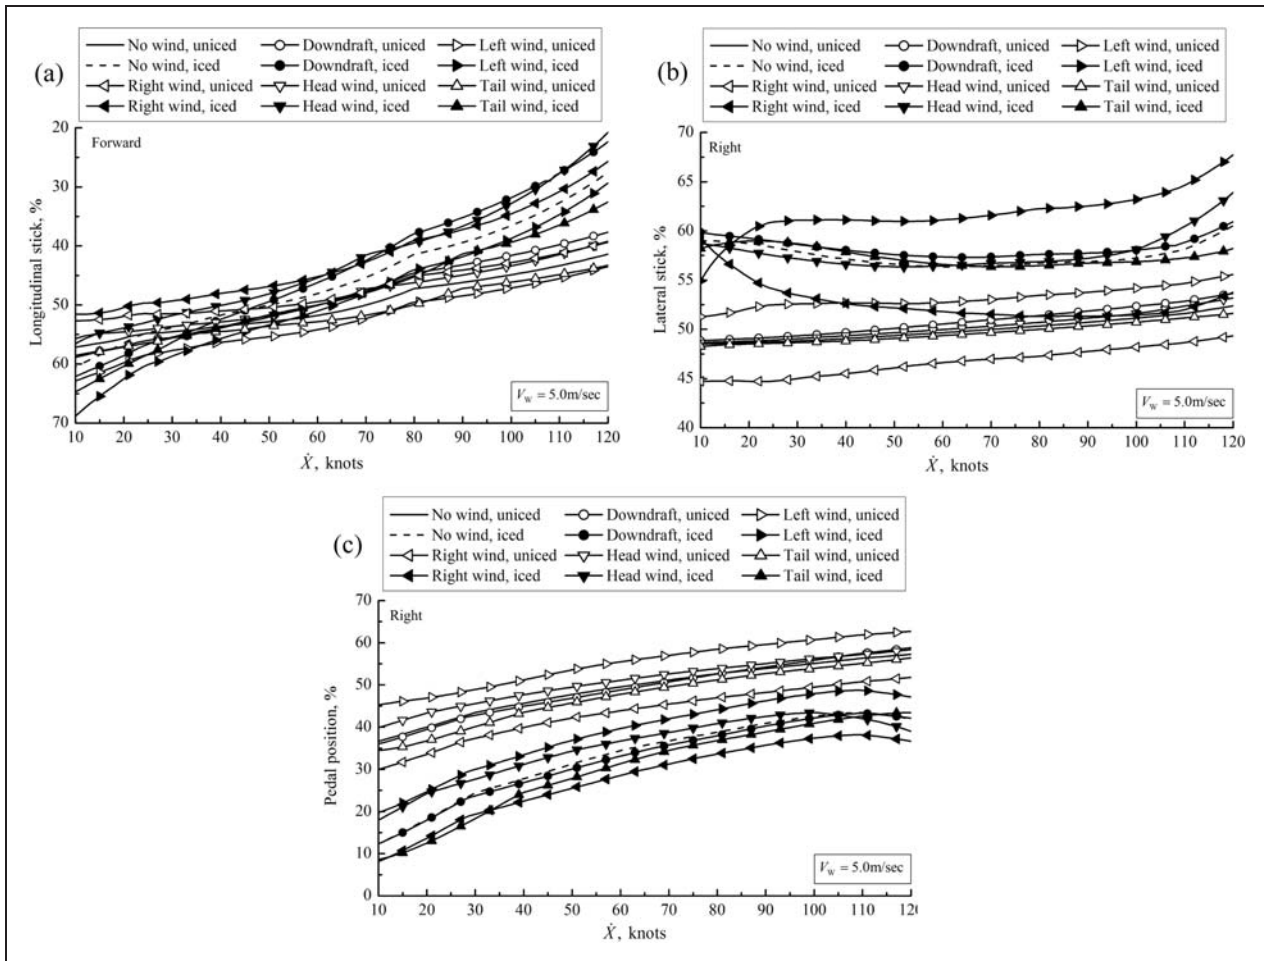 No wind, uniced Downdraft, uniced Left wind, uniced
No wind, iced Downdraft, iced Left wind, iced
Right wind, uniced Head wind, uniced Tail wind, uniced
Right wind, iced Head wind, iced Tail wind, iced
(a)
Forward
Longitudinal stick, %
20
30
40
50
60
70
V_W = 5.0m/sec
10 20 30 40 50 60 70 80 90 100 110 120
Ẋ, knots
No wind, uniced Downdraft, uniced Left wind, uniced
No wind, iced Downdraft, iced Left wind, iced
Right wind, uniced Head wind, uniced Tail wind, uniced
Right wind, iced Head wind, iced Tail wind, iced
(b)
Right
Lateral stick, %
70
65
60
55
50
45
40
V_W = 5.0m/sec
10 20 30 40 50 60 70 80 90 100 110 120
Ẋ, knots
No wind, uniced Downdraft, uniced Left wind, uniced
No wind, iced Downdraft, iced Left wind, iced
Right wind, uniced Head wind, uniced Tail wind, uniced
Right wind, iced Head wind, iced Tail wind, iced
(c)
Right
Pedal position, %
70
60
50
40
30
20
10
0
V_W = 5.0m/sec
10 20 30 40 50 60 70 80 90 100 110 120
Ẋ, knots